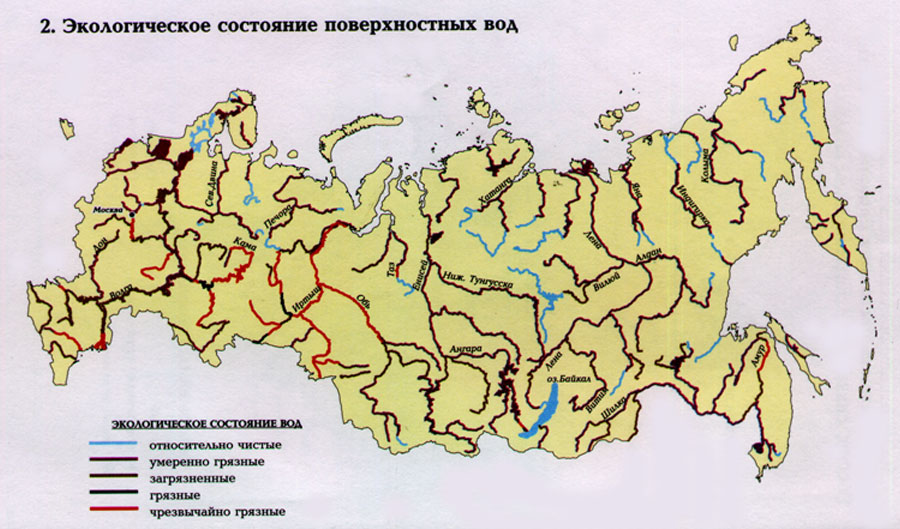 2. Экологическое состояние поверхностных вод
Сев.Двина
Печора
Москва
Дон
Кама
Волга
Иртыш
Обь
Таз
Енисей
Хатанга
Ниж. Тунгусска
Лена
Вилюй
Алдан
Яна
Индигирка
Колыма
Ангара
Лена
оз.Байкал
Витим
Шилка
Амур
ЭКОЛОГИЧЕСКОЕ СОСТОЯНИЕ ВОД
относительно чистые
умеренно грязные
загрязненные
грязные
чрезвычайно грязные